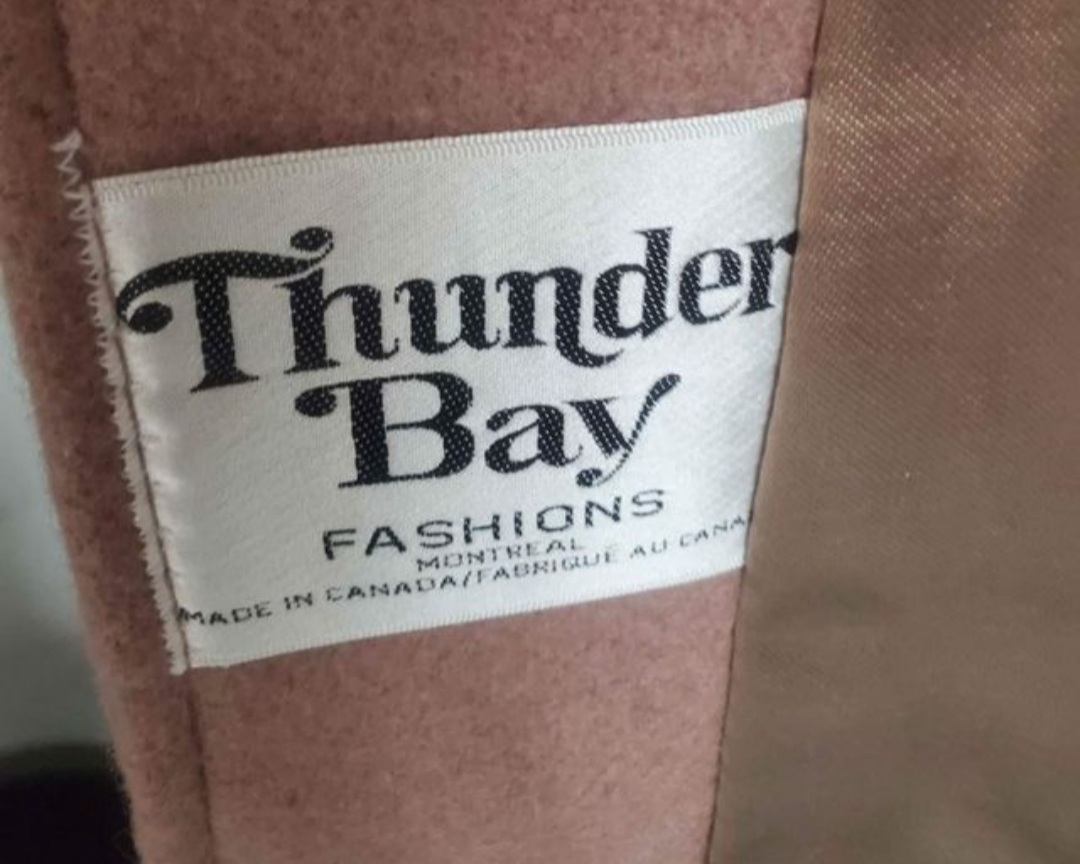 Thunder
Bay
FASHIONS
MONTREAL
MADE IN CANADA/FABRIQUE AU CANA